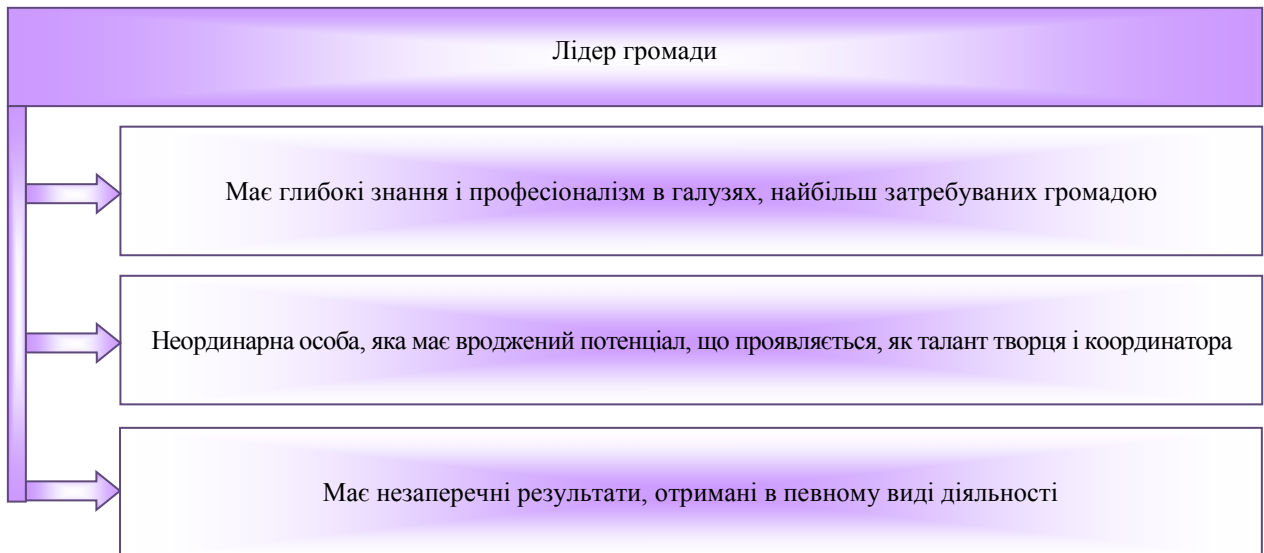 Лідер громади
Має глибокі знання і професіоналізм в галузях, найбільш затребуваних громадою
Неординарна особа, яка має вроджений потенціал, що проявляється, як талант творця і координатора
Має незаперечні результати, отримані в певному виді діяльності